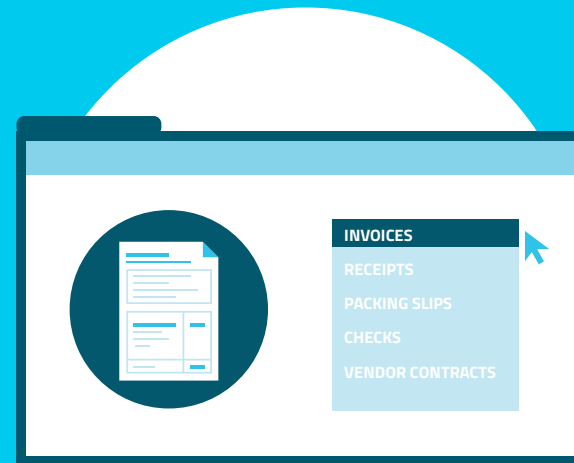 INVOICES
RECEIPTS
PACKING SLIPS
CHECKS
VENDOR CONTRACTS